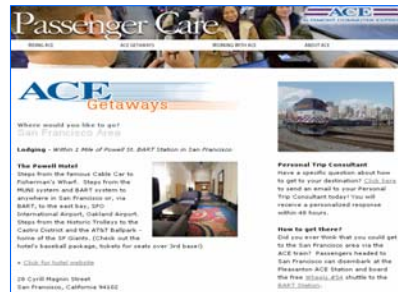 Passenger Care
ACE
ALTAMONT COMMUTER EXPRESS
RIDING ACE
ACE GETAWAYS
WORKING WITH ACE
ABOUT ACE
ACE
Getaways
Where would you like to go?
San Francisco Area
Lodging - Within 1 Mile of Powell St. BART Station in San Francisco
The Powell Hotel
Steps from the famous Cable Car to
Fisherman's Wharf. Steps from the
MUNI system and BART system to
anywhere in San Francisco or, via
BART, to the east bay, SFO
International Airport, Oakland Airport.
Steps from the Historic Trolleys to the
Castro District and the AT&T Ballpark -
home of the SF Giants. (Check out the
hotel's baseball package, tickets for seats over 3rd base!)
» Click for hotel website
28 Cyrill Magnin Street
San Francisco, California 94102
Personal Trip Consultant
Have a specific question about how
to get to your destination? Click here
to send an email to your Personal
Trip Consultant today! You will
receive a personalized response
within 48 hours.
How to get there?
Did you ever think that you could get
to the San Francisco area via the
ACE train? Passengers headed to
San Francisco can disembark at the
Pleasanton ACE Station and board
the free Wheels #54 shuttle to the
BART Station.